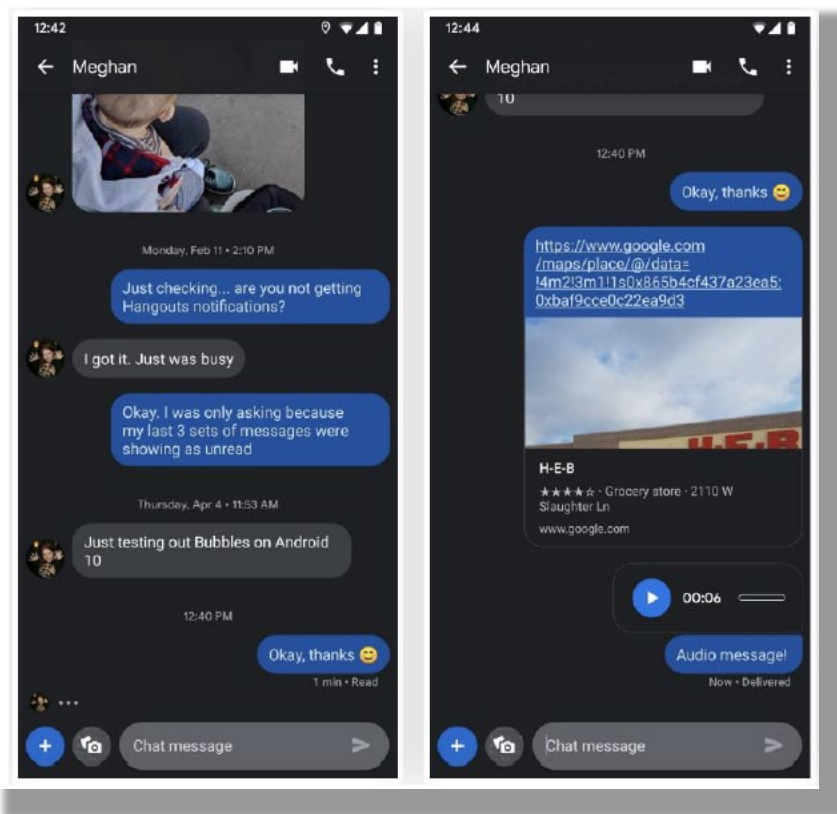 12:42
Meghan
Monday, Feb 11 • 2:10 PM
Just checking... are you not getting
Hangouts notifications?
I got it. Just was busy
Okay. I was only asking because
my last 3 sets of messages were
showing as unread
Thursday, Apr 4 • 11:53 AM
Just testing out Bubbles on Android
10
12:40 PM
Okay, thanks 😊
1 min • Read
Chat message
12:44
Meghan
10
12:40 PM
Okay, thanks 😊
https://www.google.com
/maps/place/@/data=
!4m2!3m1!1s0x865b4cf437a23ea5:
0xbaf9cce0c22ea9d3
H-E-B
H-E-B
★★★★☆ · Grocery store · 2110 W
Slaughter Ln
www.google.com
00:06
Audio message!
Now • Delivered
Chat message